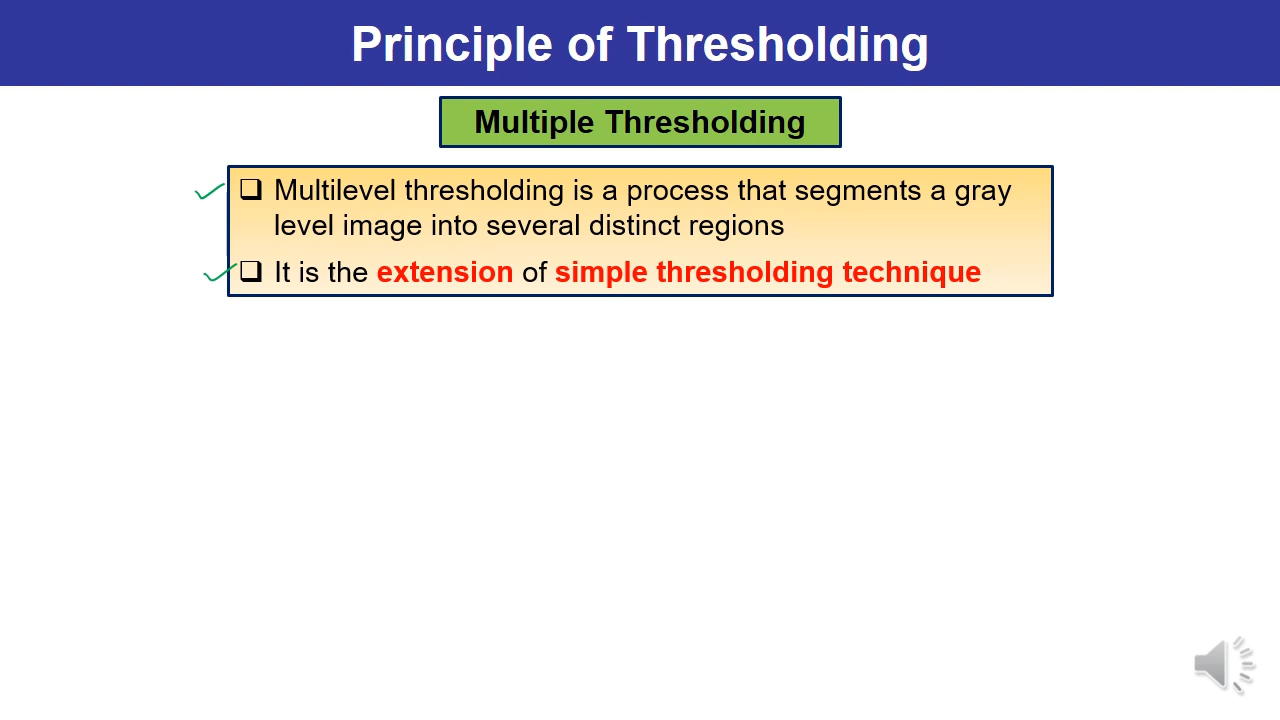 Principle of Thresholding
Multiple Thresholding
❑ Multilevel thresholding is a process that segments a gray
level image into several distinct regions
❑ It is the extension of simple thresholding technique